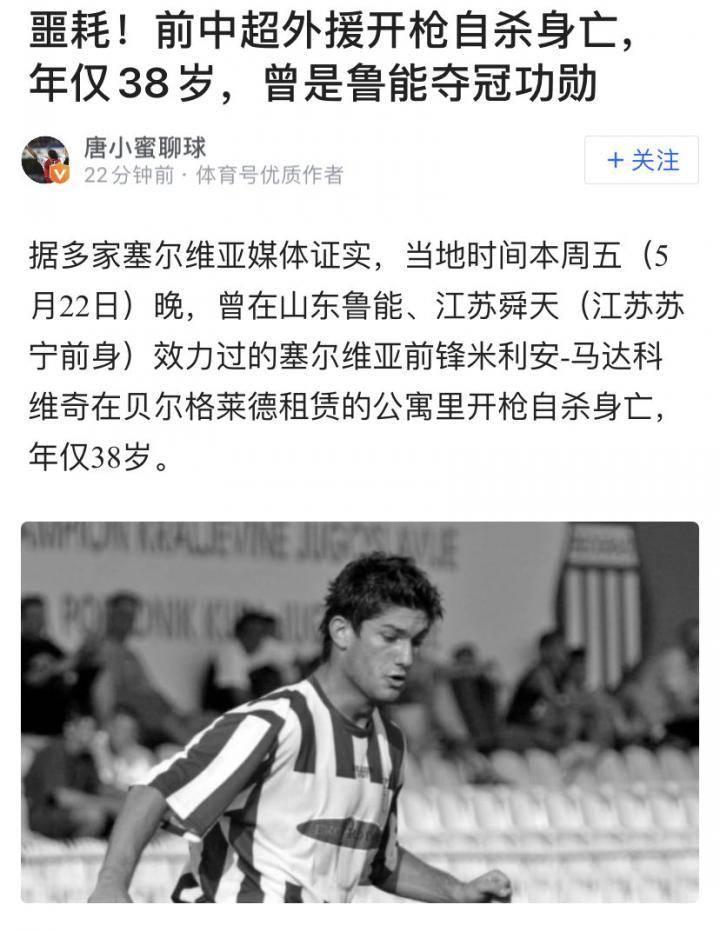 噩耗！前中超外援开枪自杀身亡，
年仅38岁，曾是鲁能夺冠功勋
唐小蜜聊球
22分钟前 · 体育号优质作者
+ 关注
据多家塞尔维亚媒体证实，当地时间本周五（5
月22日）晚，曾在山东鲁能、江苏舜天（江苏苏
宁前身）效力过的塞尔维亚前锋米利安-马达科
维奇在贝尔格莱德租赁的公寓里开枪自杀身亡，
年仅38岁。
KRALJEVINE JUGOSLAVIJE